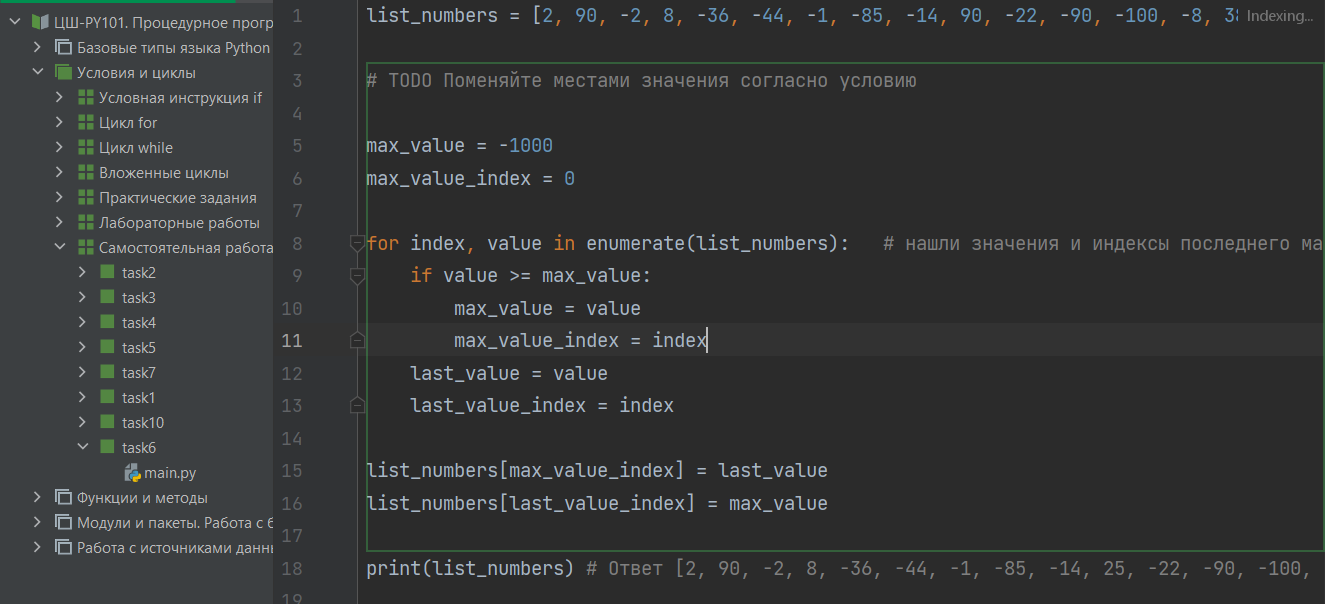 ЦШ-PY101. Процедурное прогр
Базовые типы языка Python
Условия и циклы
Условная инструкция if
Цикл for
Цикл while
Вложенные циклы
Практические задания
Лабораторные работы
Самостоятельная работа
task2
task3
task4
task5
task7
task1
task10
task6
main.py
Функции и методы
Модули и пакеты. Работа с б
Работа с источниками данн
1 list_numbers = [2, 90, -2, 8, -36, -44, -1, -85, -14, 90, -22, -90, -100, -8, 38 Indexing...
2
3 # TODO Поменяйте местами значения согласно условию
4
5 max_value = -1000
6 max_value_index = 0
7
8 for index, value in enumerate(list_numbers): # нашли значения и индексы последнего ма
9 if value >= max_value:
10 max_value = value
11 max_value_index = index
12 last_value = value
13 last_value_index = index
14
15 list_numbers[max_value_index] = last_value
16 list_numbers[last_value_index] = max_value
17
18 print(list_numbers) # Ответ [2, 90, -2, 8, -36, -44, -1, -85, -14, 25, -22, -90, -100,
19